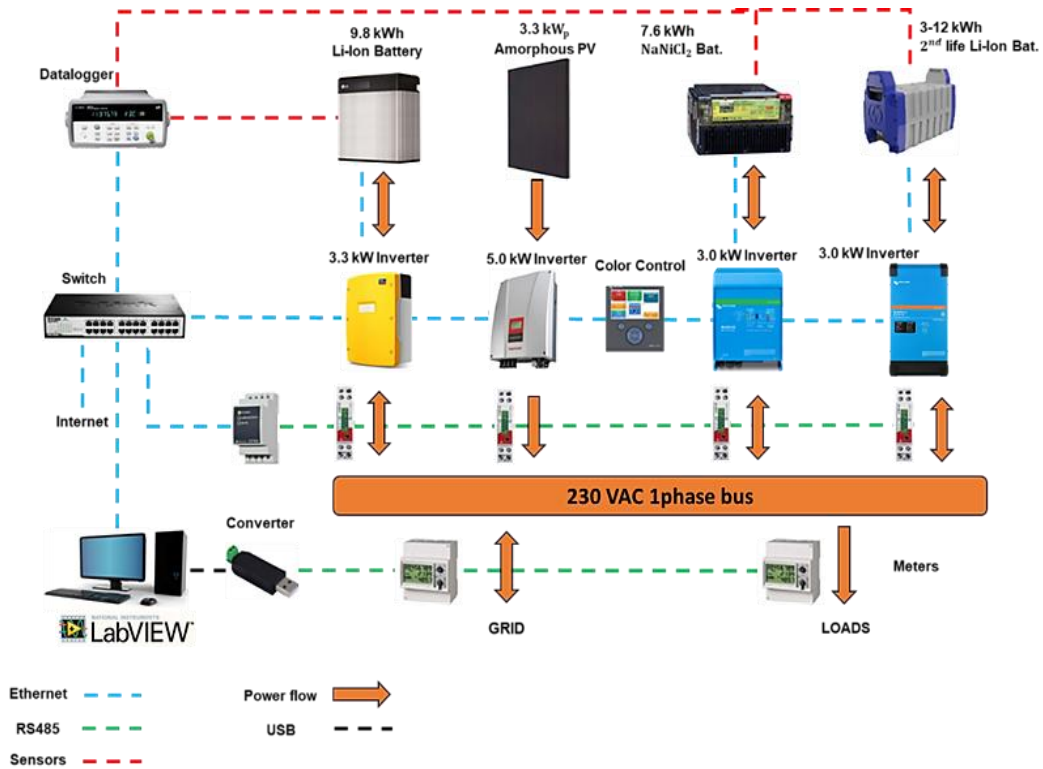 9.8 kWh
Li-Ion Battery
3.3 kWp
Amorphous PV
7.6 kWh
NaNiCl2 Bat.
3-12 kWh
2nd life Li-Ion Bat.
Datalogger
3.3 kW Inverter
5.0 kW Inverter
Color Control
3.0 kW Inverter
3.0 kW Inverter
Switch
Internet
230 VAC 1phase bus
Converter
Meters
NATIONAL INSTRUMENTS
LabVIEW™
GRID
LOADS
Ethernet
Power flow
RS485
USB
Sensors